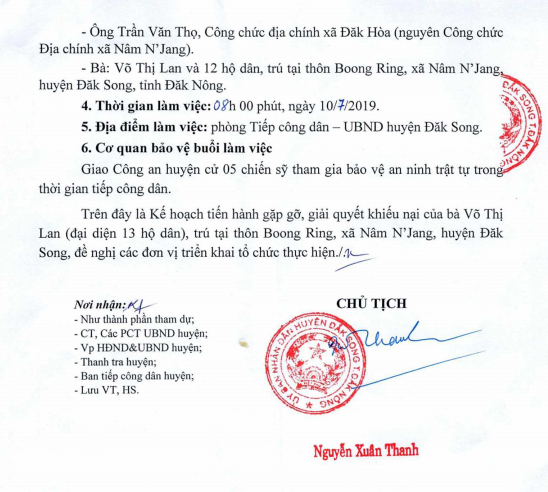 - Ông Trần Văn Thọ, Công chức địa chính xã Đăk Hòa (nguyên Công chức
Địa chính xã Nâm N'Jang).
- Bà: Võ Thị Lan và 12 hộ dân, trú tại thôn Boong Ring, xã Nâm N'Jang,
huyện Đăk Song, tỉnh Đăk Nông.
4. Thời gian làm việc: 08h 00 phút, ngày 10/7/2019.
5. Địa điểm làm việc: phòng Tiếp công dân – UBND huyện Đăk Song.
6. Cơ quan bảo vệ buổi làm việc
Giao Công an huyện cử 05 chiến sỹ tham gia bảo vệ an ninh trật tự trong
thời gian tiếp công dân.
Trên đây là Kế hoạch tiến hành gặp gỡ, giải quyết khiếu nại của bà Võ Thị
Lan (đại diện 13 hộ dân), trú tại thôn Boong Ring, xã Nâm N'Jang, huyện Đăk
Song, đề nghị các đơn vị triển khai tổ chức thực hiện./.
Nơi nhận:
- Như thành phần tham dự;
- CT, Các PCT UBND huyện;
- Vp HĐND&UBND huyện;
- Thanh tra huyện;
- Ban tiếp công dân huyện;
- Lưu VT, HS.
CHỦ TỊCH
ỦY BAN NHÂN DÂN HUYỆN ĐĂK SONG T.ĐĂK NÔNG
Nguyễn Xuân Thanh